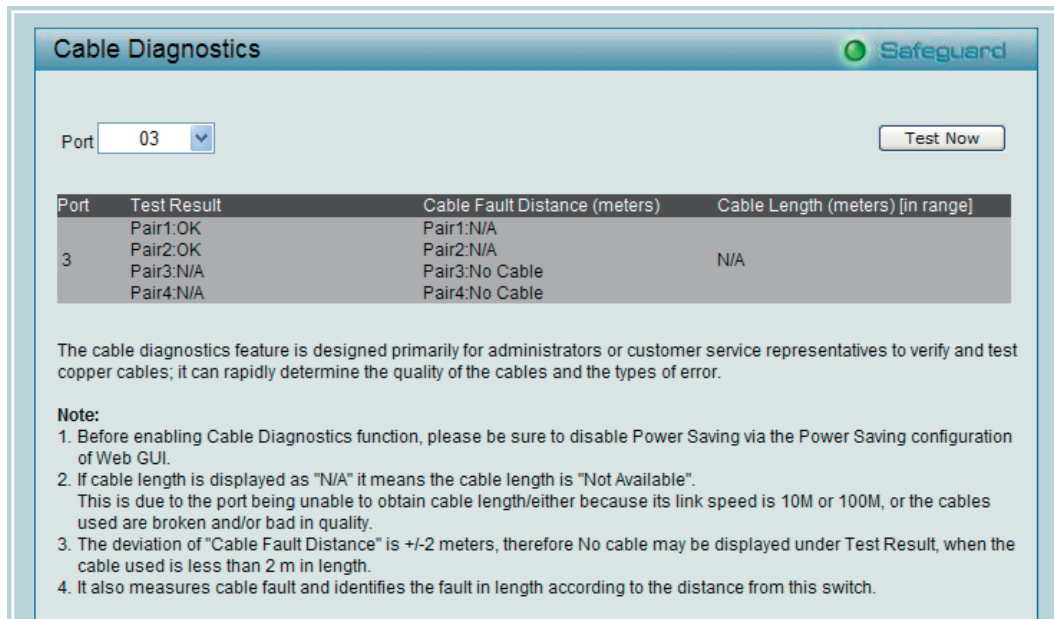 Cable Diagnostics
Safeguard
Port 03
Test Now
Port Test Result Cable Fault Distance (meters) Cable Length (meters) [in range]
Pair1:OK Pair1:N/A
Pair2:OK Pair2:N/A
3 N/A
Pair3:N/A Pair3:No Cable
Pair4:N/A Pair4:No Cable
The cable diagnostics feature is designed primarily for administrators or customer service representatives to verify and test
copper cables; it can rapidly determine the quality of the cables and the types of error.
Note:
1. Before enabling Cable Diagnostics function, please be sure to disable Power Saving via the Power Saving configuration
of Web GUI.
2. If cable length is displayed as "N/A" it means the cable length is "Not Available".
This is due to the port being unable to obtain cable length/either because its link speed is 10M or 100M, or the cables
used are broken and/or bad in quality.
3. The deviation of "Cable Fault Distance" is +/-2 meters, therefore No cable may be displayed under Test Result, when the
cable used is less than 2 m in length.
4. It also measures cable fault and identifies the fault in length according to the distance from this switch.